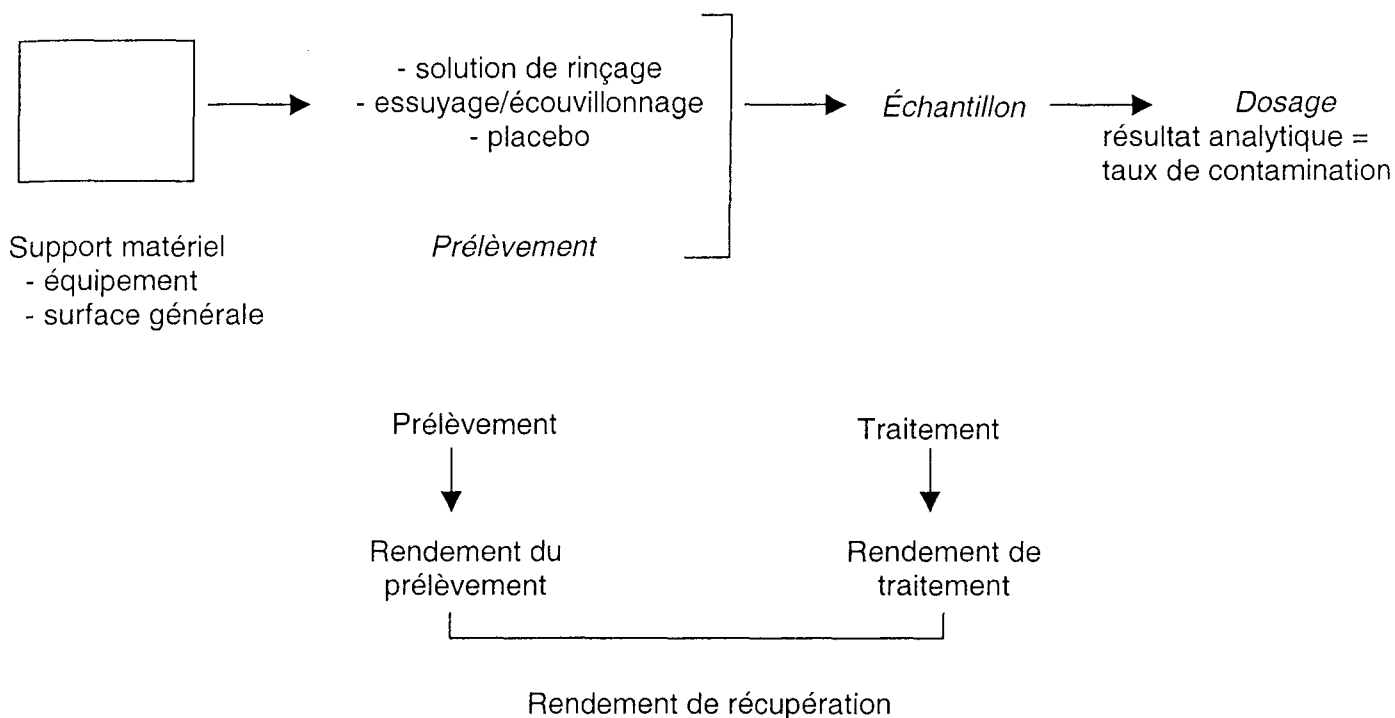 - solution de rinçage
- essuyage/écouvillonnage
- placebo
Prélèvement
Échantillon
Dosage
résultat analytique =
taux de contamination
Support matériel
- équipement
- surface générale
Prélèvement
Traitement
Rendement du
prélèvement
Rendement de
traitement
Rendement de récupération